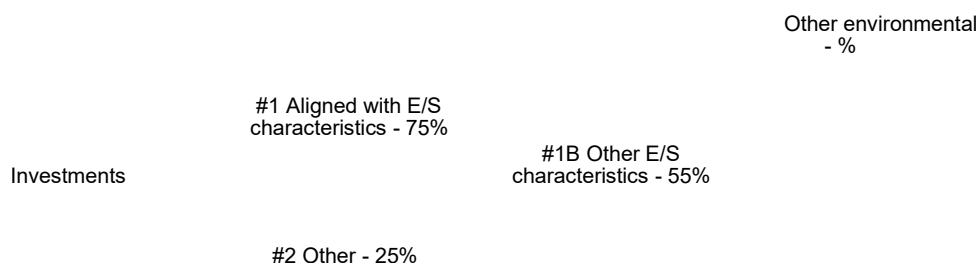 Other environmental
- %
#1 Aligned with E/S
characteristics - 75%
#1B Other E/S
characteristics - 55%
Investments
#2 Other - 25%